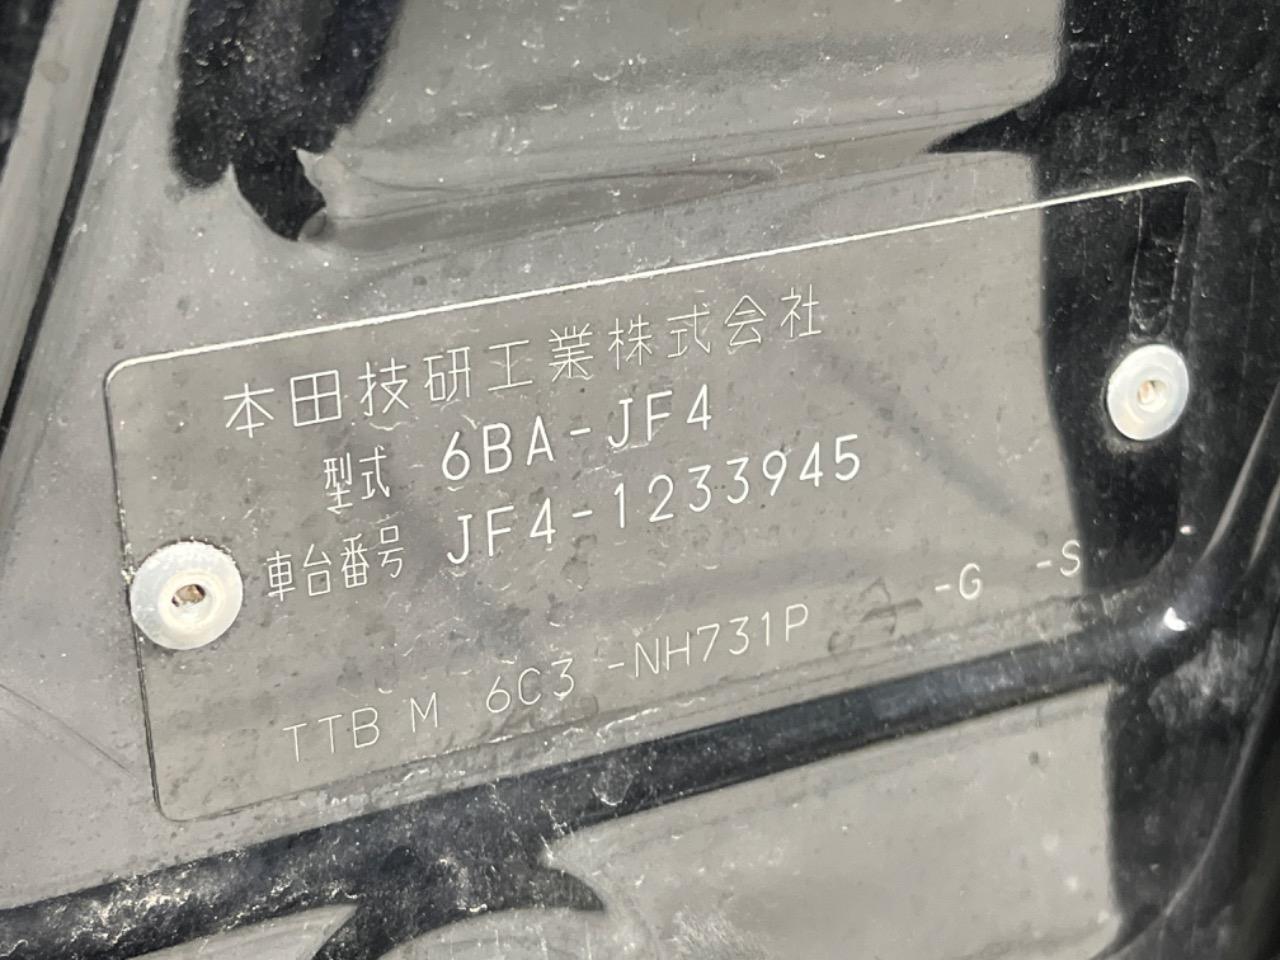 本田技研工業株式会社
型式 6BA-JF4
車台番号 JF4-1233945
TTB M 6C3 -NH731P -G -S